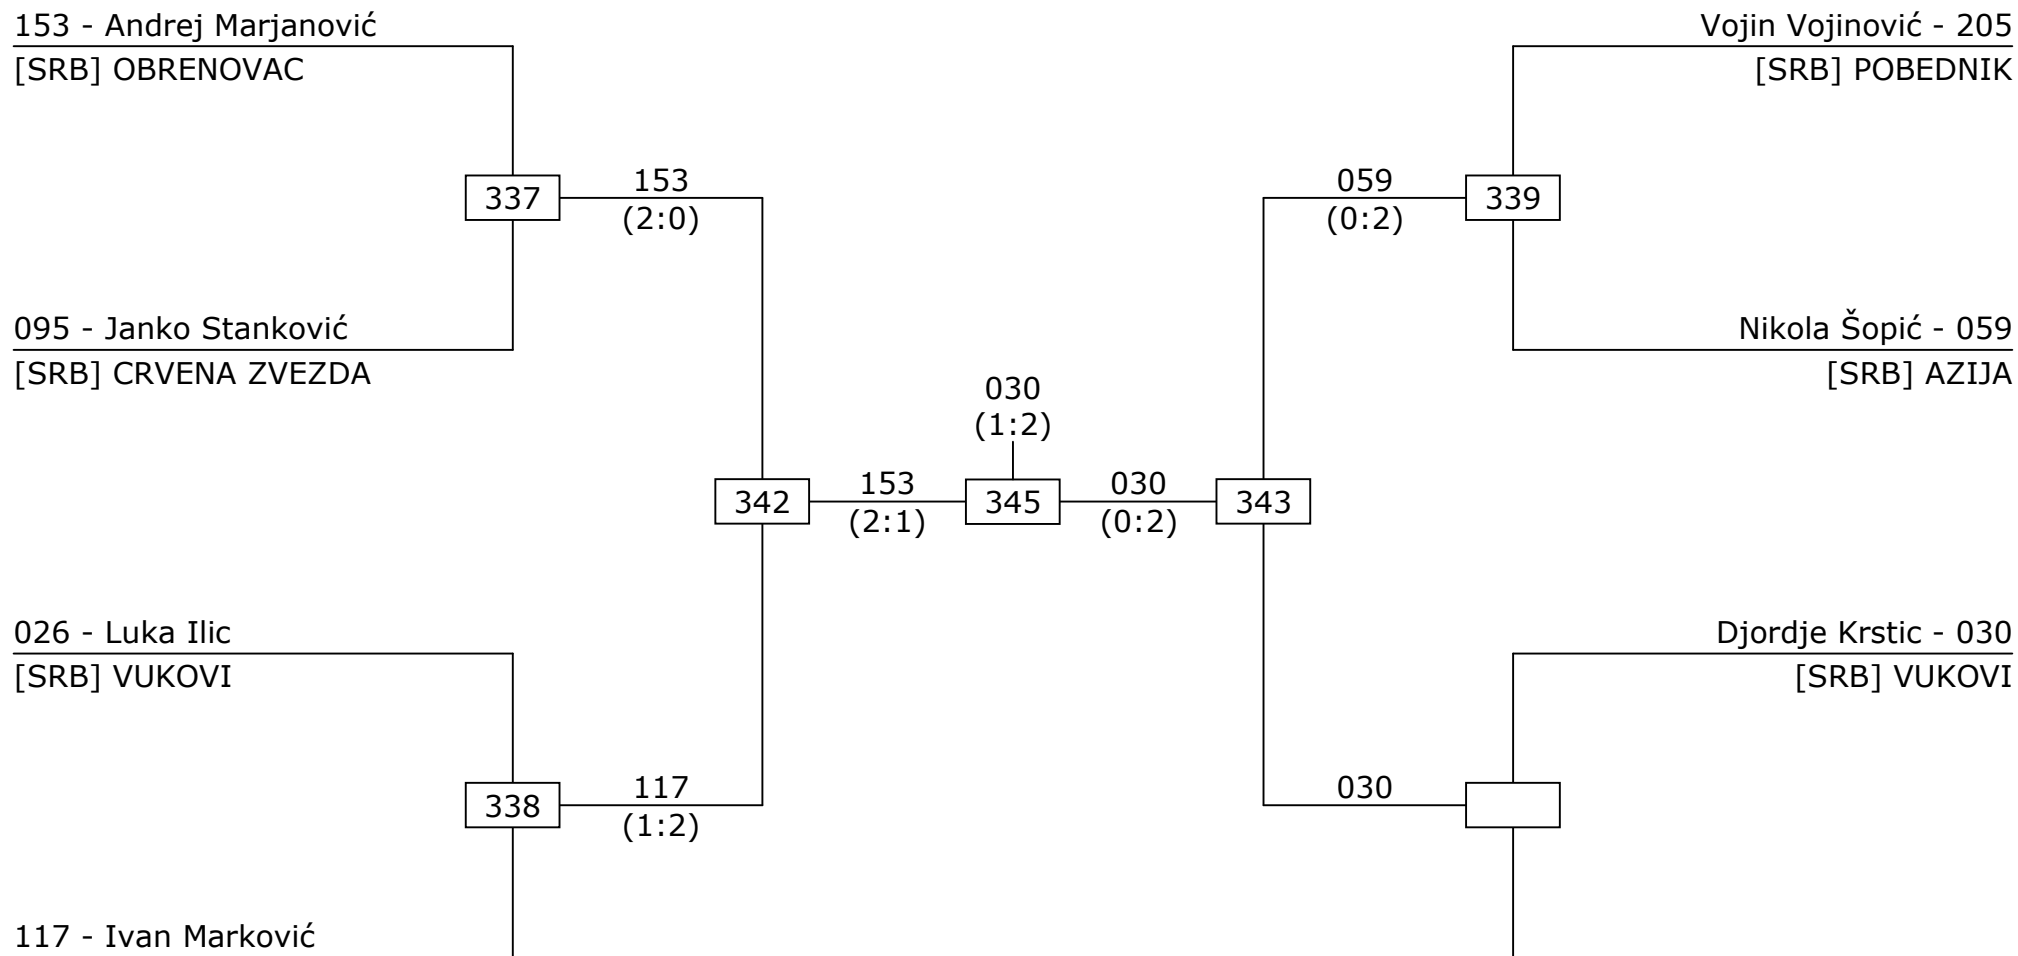 153 - Andrej Marjanović
[SRB] OBRENOVAC
Vojin Vojinović - 205
[SRB] POBEDNIK
337
153
(2:0)
059
(0:2)
339
095 - Janko Stanković
[SRB] CRVENA ZVEZDA
Nikola Šopić - 059
[SRB] AZIJA
030
(1:2)
342
153
(2:1)
345
030
(0:2)
343
026 - Luka Ilic
[SRB] VUKOVI
Djordje Krstic - 030
[SRB] VUKOVI
338
117
(1:2)
030
117 - Ivan Marković